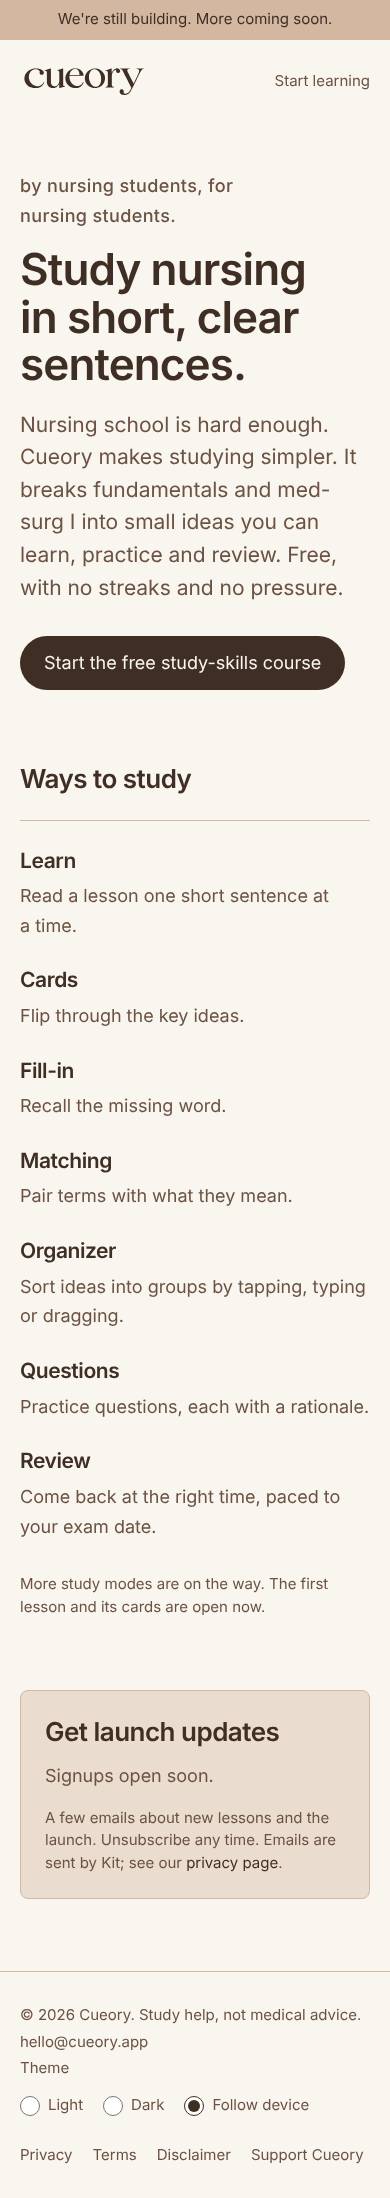 We're still building. More coming soon.
cueory
Start learning
by nursing students, for
nursing students.
Study nursing
in short, clear
sentences.
Nursing school is hard enough.
Cueory makes studying simpler. It
breaks fundamentals and med-
surg I into small ideas you can
learn, practice and review. Free,
with no streaks and no pressure.
Start the free study-skills course
Ways to study
Learn
Read a lesson one short sentence at
a time.
Cards
Flip through the key ideas.
Fill-in
Recall the missing word.
Matching
Pair terms with what they mean.
Organizer
Sort ideas into groups by tapping, typing
or dragging.
Questions
Practice questions, each with a rationale.
Review
Come back at the right time, paced to
your exam date.
More study modes are on the way. The first
lesson and its cards are open now.
Get launch updates
Signups open soon.
A few emails about new lessons and the
launch. Unsubscribe any time. Emails are
sent by Kit; see our privacy page.
© 2026 Cueory. Study help, not medical advice.
hello@cueory.app
Theme
Light Dark Follow device
Privacy Terms Disclaimer Support Cueory